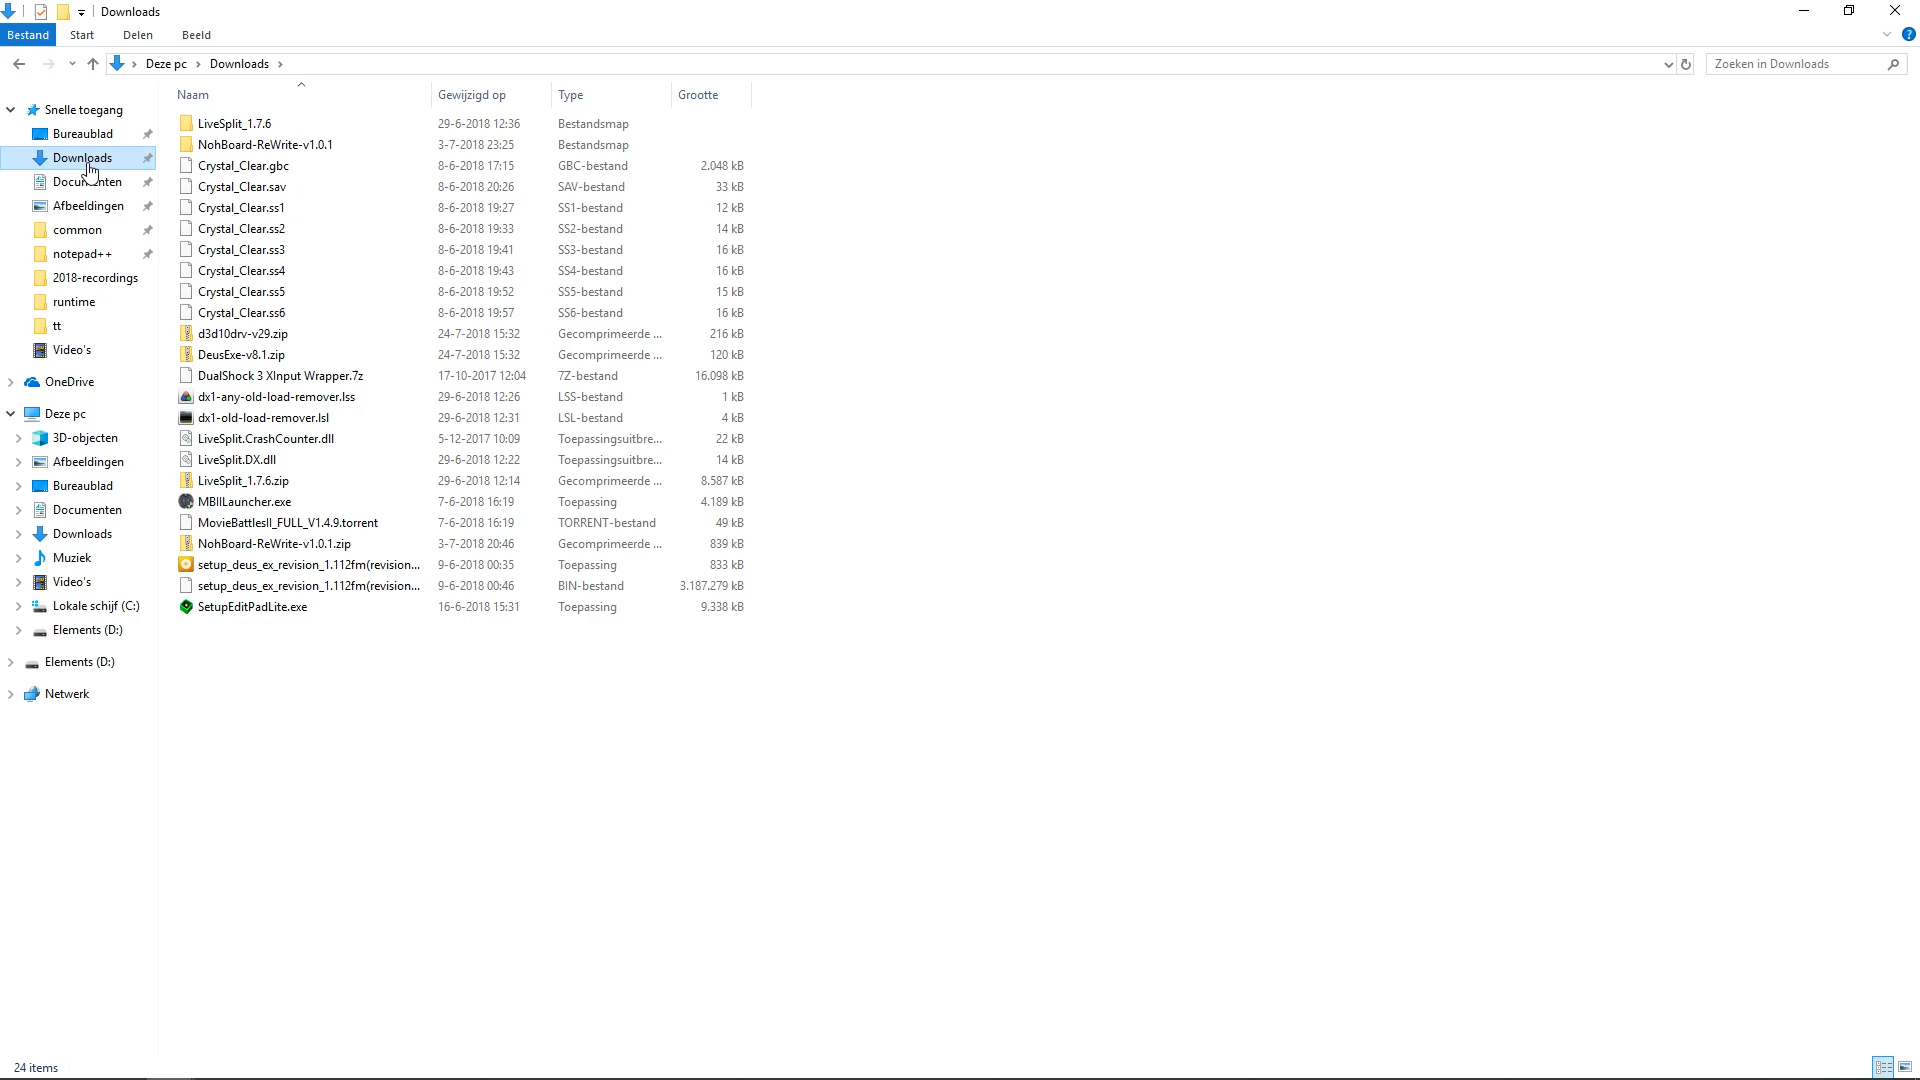 Downloads
Bestand Start Delen Beeld
Deze pc Downloads Zoeken in Downloads
Naam Gewijzigd op Type Grootte
Snelle toegang
Bureaublad
Downloads
Documenten
Afbeeldingen
common
notepad++
2018-recordings
runtime
tt
Video's
OneDrive
Deze pc
3D-objecten
Afbeeldingen
Bureaublad
Documenten
Downloads
Muziek
Video's
Lokale schijf (C:)
Elements (D:)
Elements (D:)
Netwerk
LiveSplit_1.7.6 29-6-2018 12:36 Bestandsmap
NohBoard-ReWrite-v1.0.1 3-7-2018 23:25 Bestandsmap
Crystal_Clear.gbc 8-6-2018 17:15 GBC-bestand 2.048 kB
Crystal_Clear.sav 8-6-2018 20:26 SAV-bestand 33 kB
Crystal_Clear.ss1 8-6-2018 19:27 SS1-bestand 12 kB
Crystal_Clear.ss2 8-6-2018 19:33 SS2-bestand 14 kB
Crystal_Clear.ss3 8-6-2018 19:41 SS3-bestand 16 kB
Crystal_Clear.ss4 8-6-2018 19:43 SS4-bestand 16 kB
Crystal_Clear.ss5 8-6-2018 19:52 SS5-bestand 15 kB
Crystal_Clear.ss6 8-6-2018 19:57 SS6-bestand 16 kB
d3d10drv-v29.zip 24-7-2018 15:32 Gecomprimeerde ... 216 kB
DeusExe-v8.1.zip 24-7-2018 15:32 Gecomprimeerde ... 120 kB
DualShock 3 XInput Wrapper.7z 17-10-2017 12:04 7Z-bestand 16.098 kB
dx1-any-old-load-remover.lss 29-6-2018 12:26 LSS-bestand 1 kB
dx1-old-load-remover.lsl 29-6-2018 12:31 LSL-bestand 4 kB
LiveSplit.CrashCounter.dll 5-12-2017 10:09 Toepassingsuitbre... 22 kB
LiveSplit.DX.dll 29-6-2018 12:22 Toepassingsuitbre... 14 kB
LiveSplit_1.7.6.zip 29-6-2018 12:14 Gecomprimeerde ... 8.587 kB
MBIILauncher.exe 7-6-2018 16:19 Toepassing 4.189 kB
MovieBattlesII_FULL_V1.4.9.torrent 7-6-2018 16:19 TORRENT-bestand 49 kB
NohBoard-ReWrite-v1.0.1.zip 3-7-2018 20:46 Gecomprimeerde ... 839 kB
setup_deus_ex_revision_1.112fm(revision... 9-6-2018 00:35 Toepassing 833 kB
setup_deus_ex_revision_1.112fm(revision... 9-6-2018 00:46 BIN-bestand 3.187.279 kB
SetupEditPadLite.exe 16-6-2018 15:31 Toepassing 9.338 kB
24 items